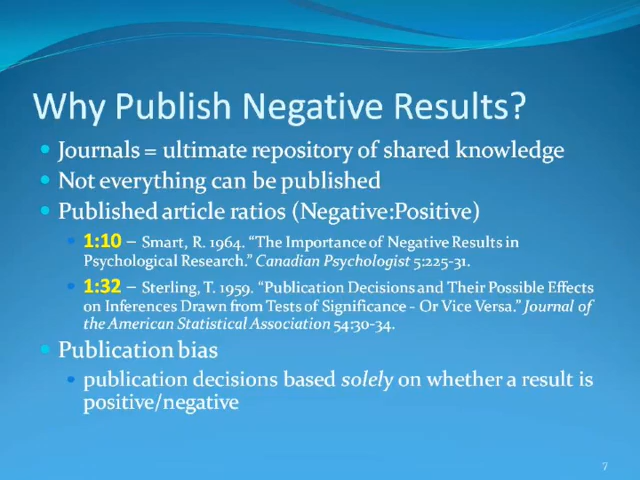 Why Publish Negative Results?
Journals = ultimate repository of shared knowledge
Not everything can be published
Published article ratios (Negative:Positive)
1:10 – Smart, R. 1964. “The Importance of Negative Results in
Psychological Research.” Canadian Psychologist 5:225-31.
1:32 – Sterling, T. 1959. “Publication Decisions and Their Possible Effects
on Inferences Drawn from Tests of Significance - Or Vice Versa.” Journal of
the American Statistical Association 54:30-34.
Publication bias
publication decisions based solely on whether a result is
positive/negative
7